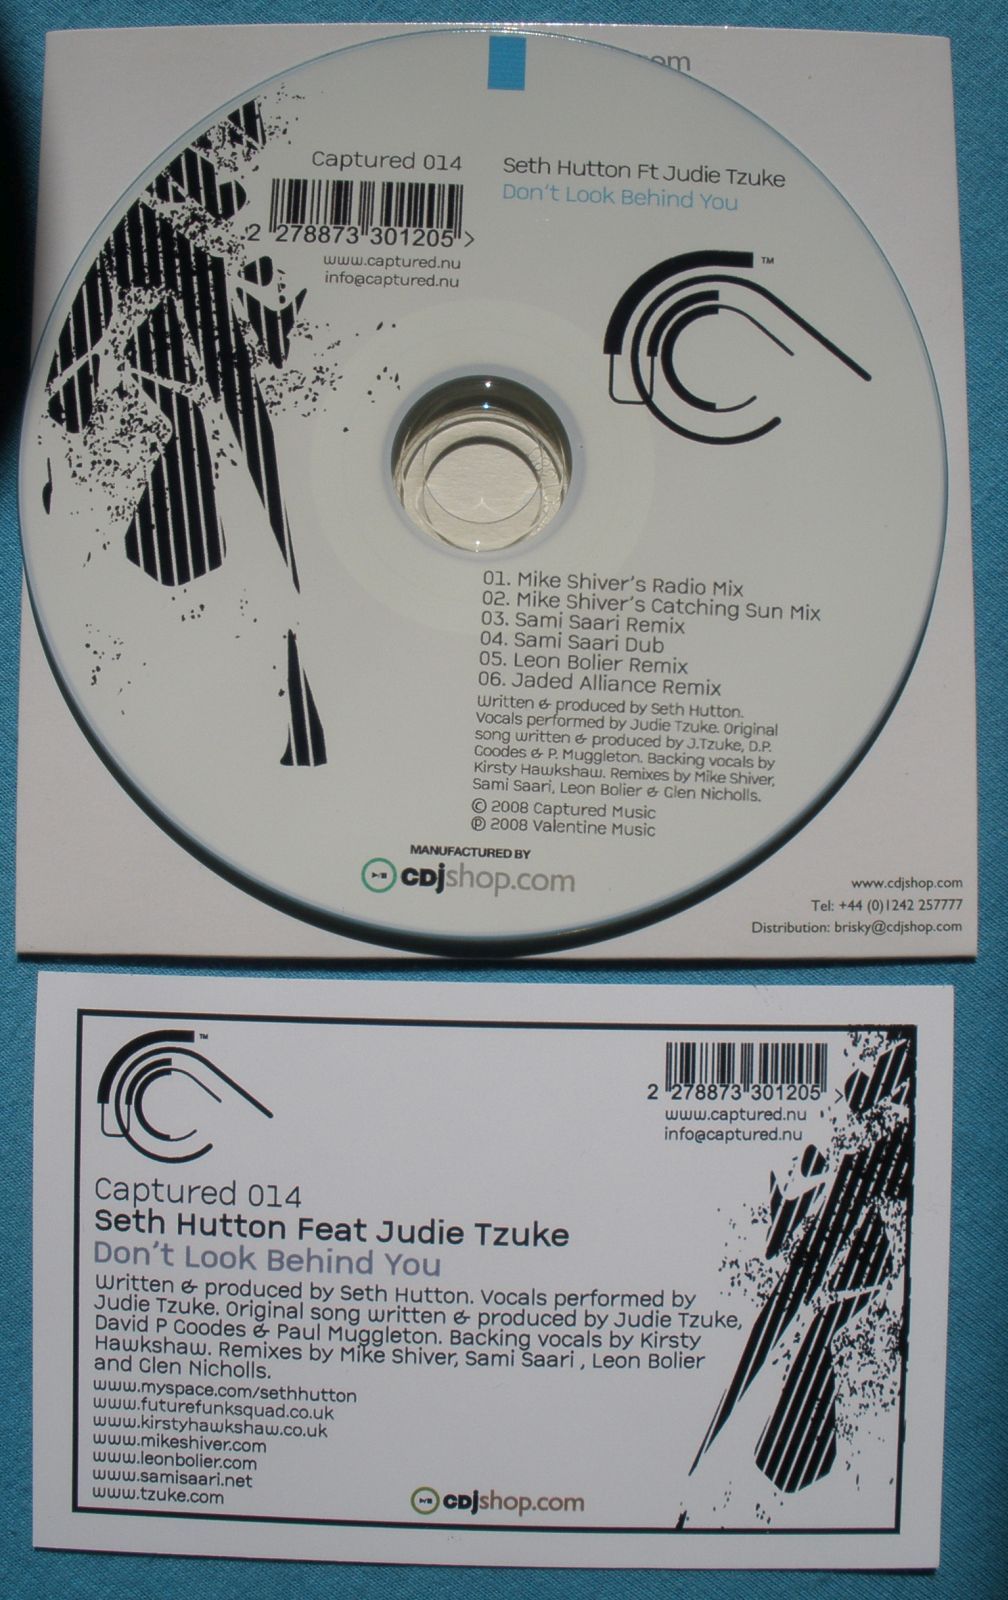 om
Captured 014
2 278873 301205 >
www.captured.nu
info@captured.nu
Seth Hutton Ft Judie Tzuke
Don't Look Behind You
TM
01. Mike Shiver's Radio Mix
02. Mike Shiver's Catching Sun Mix
03. Sami Saari Remix
04. Sami Saari Dub
05. Leon Bolier Remix
06. Jaded Alliance Remix
Written & produced by Seth Hutton.
Vocals performed by Judie Tzuke. Original
song written & produced by J.Tzuke, D.P.
Goodes & P. Muggleton. Backing vocals by
Kirsty Hawkshaw. Remixes by Mike Shiver,
Sami Saari, Leon Bolier & Glen Nicholls.
© 2008 Captured Music
℗ 2008 Valentine Music
MANUFACTURED BY
CDjshop.com
www.cdjshop.com
Tel: +44 (0)1242 257777
Distribution: brisky@cdjshop.com
TM
2 278873 301205 >
www.captured.nu
info@captured.nu
Captured 014
Seth Hutton Feat Judie Tzuke
Don't Look Behind You
Written & produced by Seth Hutton. Vocals performed by
Judie Tzuke. Original song written & produced by Judie Tzuke,
David P Goodes & Paul Muggleton. Backing vocals by Kirsty
Hawkshaw. Remixes by Mike Shiver, Sami Saari , Leon Bolier
and Glen Nicholls.
www.myspace.com/sethhutton
www.futurefunksquad.co.uk
www.kirstyhawkshaw.co.uk
www.mikeshiver.com
www.leonbolier.com
www.samisaari.net
www.tzuke.com
CDjshop.com